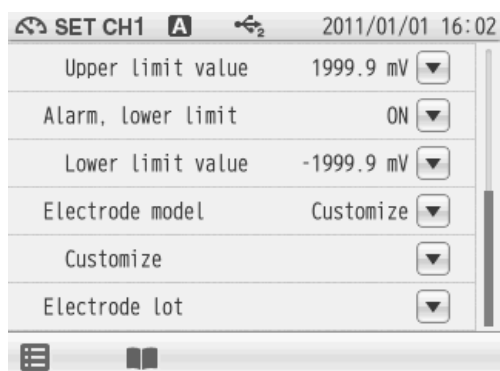 SET CH1 A 2 2011/01/01 16:02
Upper limit value 1999.9 mV
Alarm, lower limit ON
Lower limit value -1999.9 mV
Electrode model Customize
Customize
Electrode lot